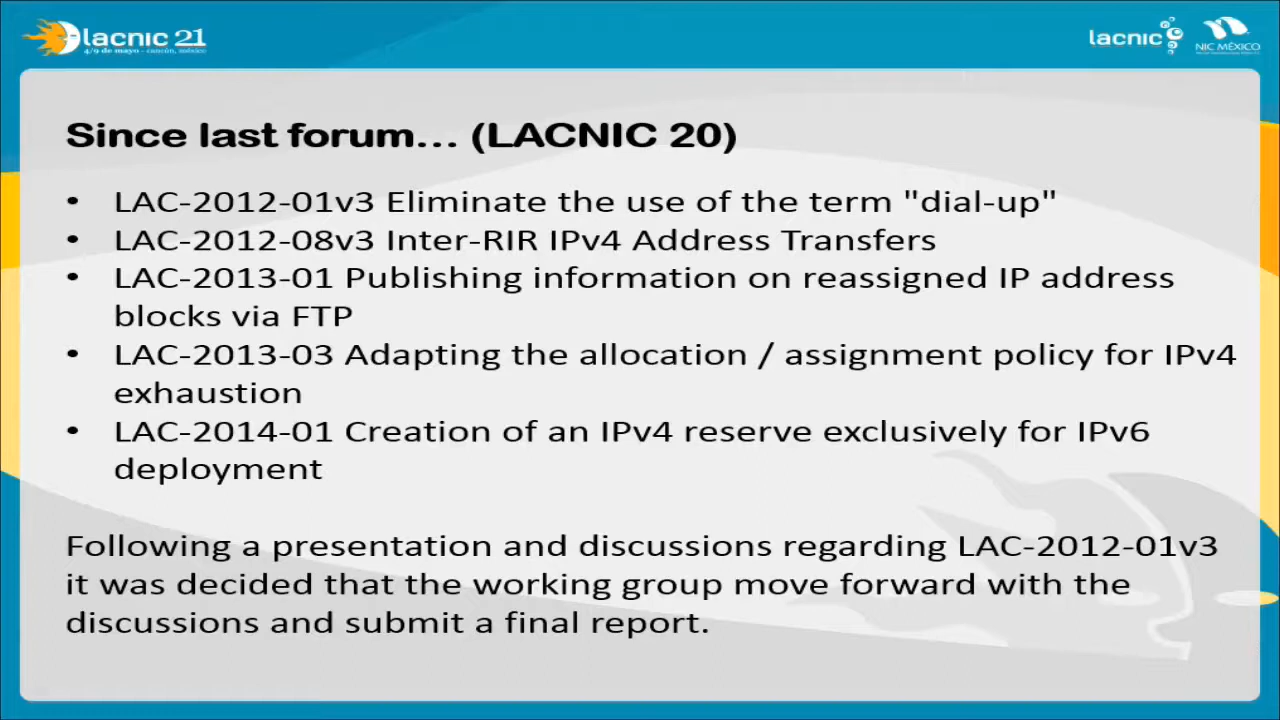 lacnic 21
4/9 de mayo - cancún, méxico
lacnic
NIC MÉXICO
Since last forum... (LACNIC 20)
• LAC-2012-01v3 Eliminate the use of the term "dial-up"
• LAC-2012-08v3 Inter-RIR IPv4 Address Transfers
• LAC-2013-01 Publishing information on reassigned IP address
blocks via FTP
• LAC-2013-03 Adapting the allocation / assignment policy for IPv4
exhaustion
• LAC-2014-01 Creation of an IPv4 reserve exclusively for IPv6
deployment
Following a presentation and discussions regarding LAC-2012-01v3
it was decided that the working group move forward with the
discussions and submit a final report.